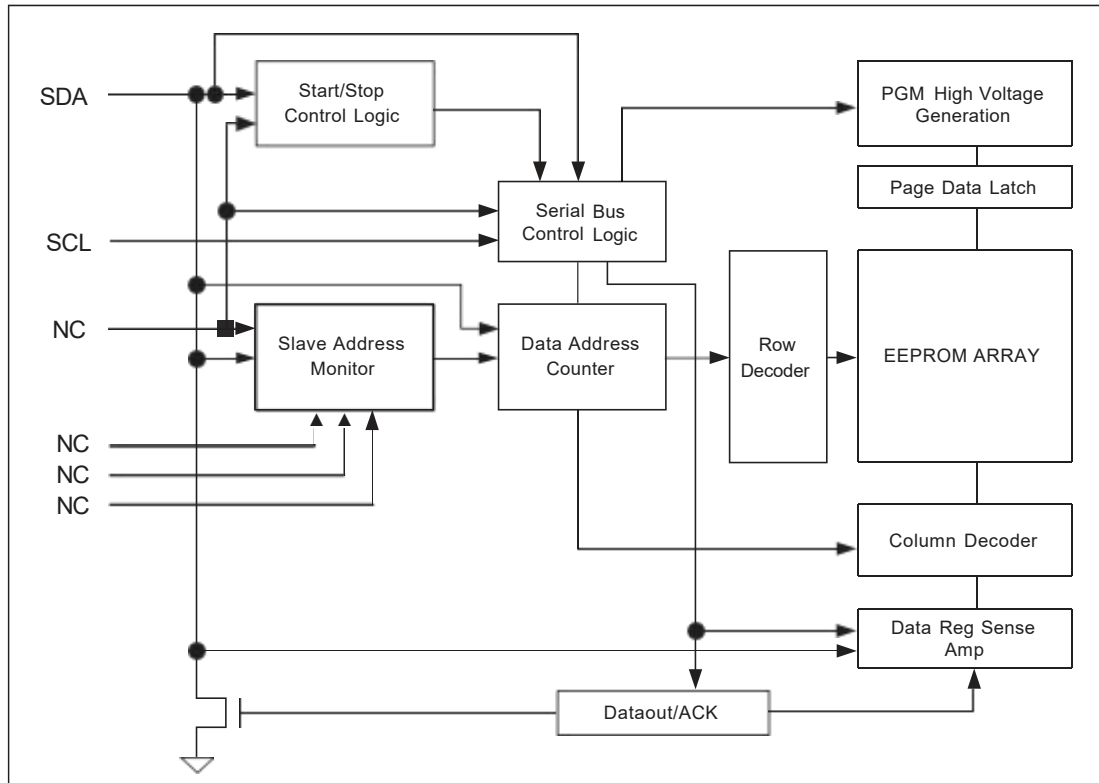 SDA
Start/Stop
Control Logic
PGM High Voltage
Generation
Page Data Latch
Serial Bus
Control Logic
SCL
NC
Slave Address
Monitor
Data Address
Counter
Row
Decoder
EEPROM ARRAY
NC
NC
NC
Column Decoder
Data Reg Sense
Amp
Dataout/ACK